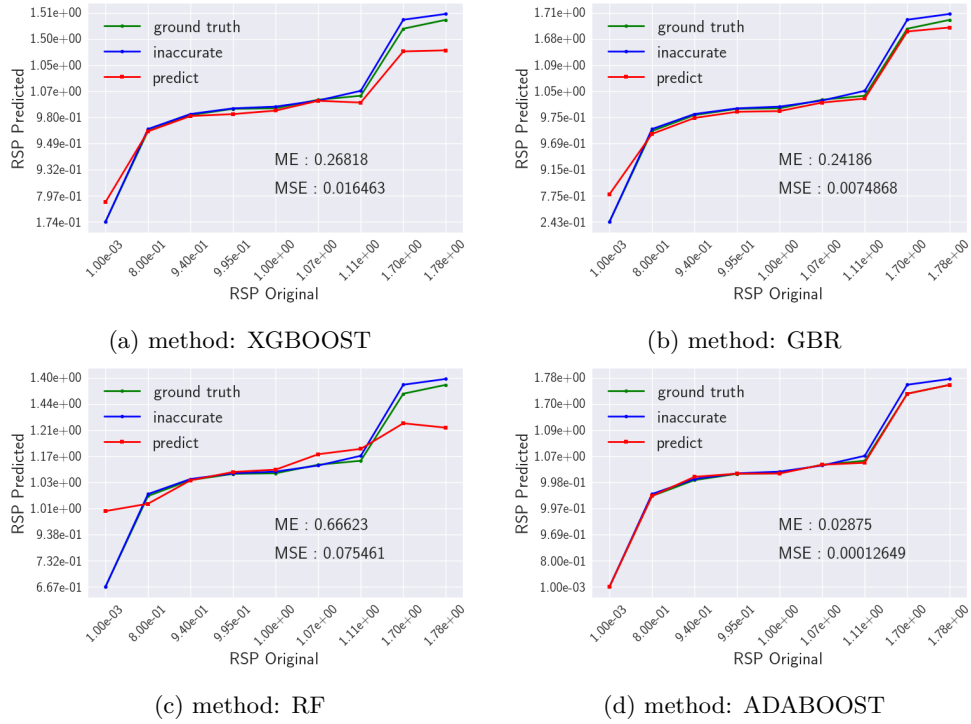 1.51e+00
1.50e+00
1.05e+00
1.07e+00
9.80e-01
9.49e-01
9.32e-01
7.97e-01
1.74e-01
RSP Predicted
ground truth
inaccurate
predict
ME : 0.26818
MSE : 0.016463
1.00e-03
8.00e-01
9.40e-01
9.95e-01
1.00e+00
1.07e+00
1.11e+00
1.70e+00
1.78e+00
RSP Original
(a) method: XGBOOST
1.71e+00
1.68e+00
1.09e+00
1.05e+00
9.75e-01
9.69e-01
9.15e-01
7.75e-01
2.43e-01
RSP Predicted
ground truth
inaccurate
predict
ME : 0.24186
MSE : 0.0074868
1.00e-03
8.00e-01
9.40e-01
9.95e-01
1.00e+00
1.07e+00
1.11e+00
1.70e+00
1.78e+00
RSP Original
(b) method: GBR
1.40e+00
1.44e+00
1.21e+00
1.17e+00
1.03e+00
1.01e+00
9.38e-01
7.32e-01
6.67e-01
RSP Predicted
ground truth
inaccurate
predict
ME : 0.66623
MSE : 0.075461
1.00e-03
8.00e-01
9.40e-01
9.95e-01
1.00e+00
1.07e+00
1.11e+00
1.70e+00
1.78e+00
RSP Original
(c) method: RF
1.78e+00
1.70e+00
1.09e+00
1.07e+00
9.98e-01
9.97e-01
9.69e-01
8.00e-01
1.00e-03
RSP Predicted
ground truth
inaccurate
predict
ME : 0.02875
MSE : 0.00012649
1.00e-03
8.00e-01
9.40e-01
9.95e-01
1.00e+00
1.07e+00
1.11e+00
1.70e+00
1.78e+00
RSP Original
(d) method: ADABOOST